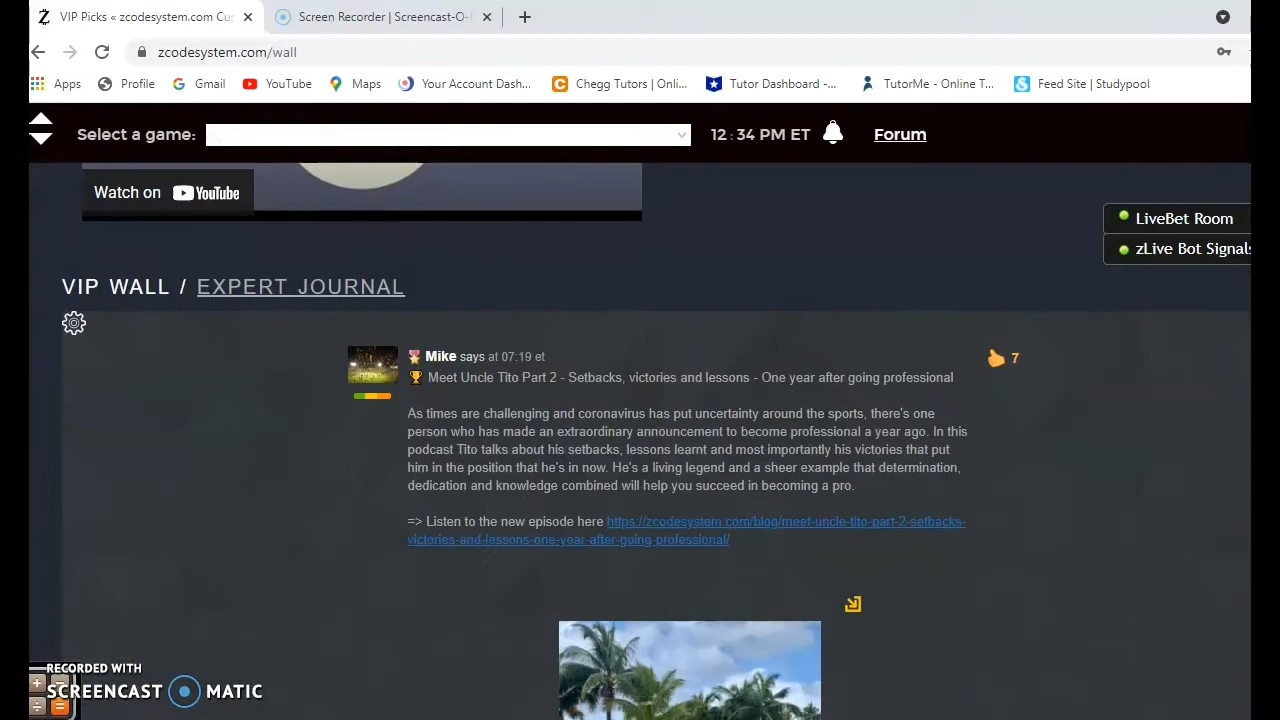 VIP Picks « zcodesystem.com Cus
Screen Recorder | Screencast-O-
zcodesystem.com/wall
Apps
Profile
Gmail
YouTube
Maps
Your Account Dash...
Chegg Tutors | Onli...
Tutor Dashboard -...
TutorMe - Online T...
Feed Site | Studypool
Select a game:
12:34 PM ET
Forum
Watch on YouTube
LiveBet Room
zLive Bot Signals
VIP WALL / EXPERT JOURNAL
Mike says at 07:19 et
7
Meet Uncle Tito Part 2 - Setbacks, victories and lessons - One year after going professional
As times are challenging and coronavirus has put uncertainty around the sports, there's one
person who has made an extraordinary announcement to become professional a year ago. In this
podcast Tito talks about his setbacks, lessons learnt and most importantly his victories that put
him in the position that he's in now. He's a living legend and a sheer example that determination,
dedication and knowledge combined will help you succeed in becoming a pro.
=> Listen to the new episode here https://zcodesystem.com/blog/meet-uncle-tito-part-2-setbacks-
victories-and-lessons-one-year-after-going-professional/
RECORDED WITH
SCREENCAST MATIC